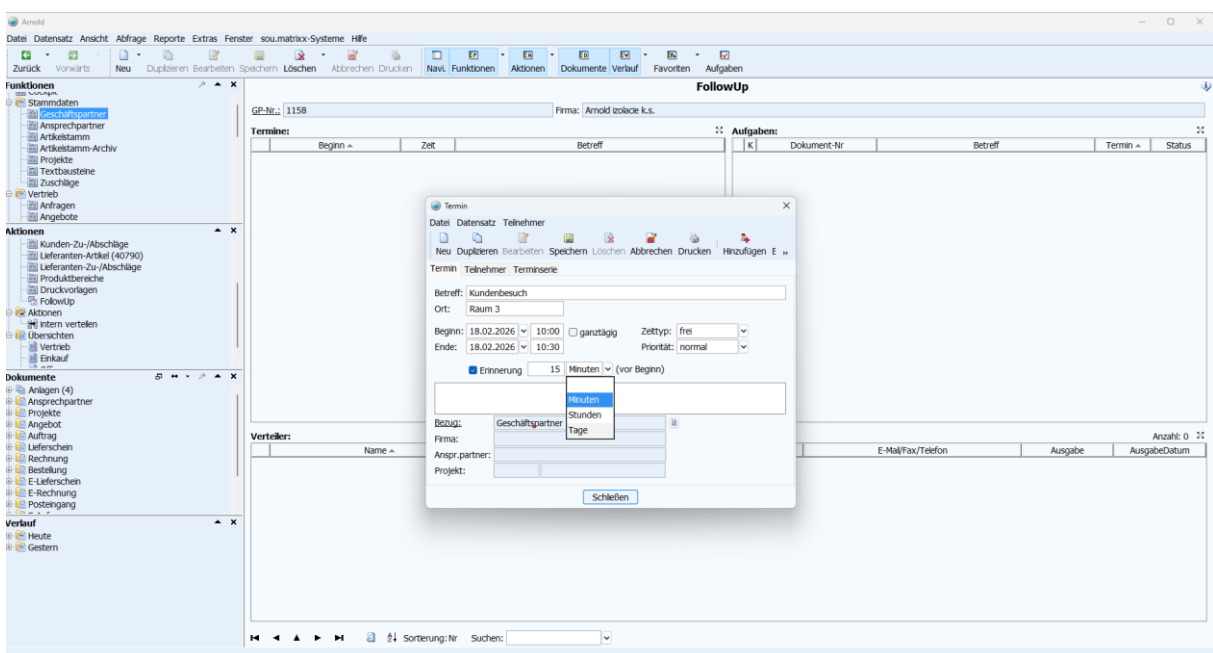 Arnold
Datei Datensatz Ansicht Abfrage Reporte Extras Fenster sou.matrixx-Systeme Hilfe
Zurück Vorwärts Neu Duplizieren Bearbeiten Speichern Löschen Abbrechen Drucken Navi. Funktionen Aktionen Dokumente Verlauf Favoriten Aufgaben
Funktionen
Cockpit
Stammdaten
Geschäftspartner
Ansprechpartner
Artikelstamm
Artikelstamm-Archiv
Projekte
Textbausteine
Zuschläge
Vertrieb
Anfragen
Angebote
Aktionen
Kunden-Zu-/Abschläge
Lieferanten-Artikel (40790)
Lieferanten-Zu-/Abschläge
Produktbereiche
Druckvorlagen
FollowUp
Aktionen
intern verteilen
Übersichten
Vertrieb
Einkauf
Dokumente
Anlagen (4)
Ansprechpartner
Projekte
Angebot
Auftrag
Lieferschein
Rechnung
Bestellung
E-Lieferschein
E-Rechnung
Posteingang
Verlauf
Heute
Gestern
FollowUp
GP-Nr.: 1158 Firma: Arnold izolacie k.s.
Termine:
Beginn Zeit Betreff
Aufgaben:
K Dokument-Nr Betreff Termin Status
Termin
Datei Datensatz Teilnehmer
Neu Duplizieren Bearbeiten Speichern Löschen Abbrechen Drucken Hinzufügen E
Termin Teilnehmer Terminserie
Betreff: Kundenbesuch
Ort: Raum 3
Beginn: 18.02.2026 10:00 ganztägig Zeittyp: frei
Ende: 18.02.2026 10:30 Priorität: normal
Erinnerung 15 Minuten (vor Beginn)
Minuten
Stunden
Tage
Bezug: Geschäftspartner
Firma:
Anspr.partner:
Projekt:
Schließen
Verteiler: Anzahl: 0
Name E-Mail/Fax/Telefon Ausgabe AusgabeDatum
Sortierung: Nr Suchen: